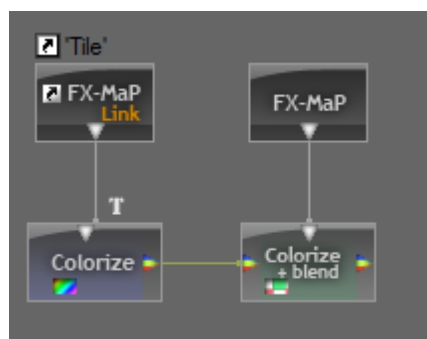 'Tile'
FX-MaP
Link
FX-MaP
T
Colorize
Colorize
+ blend